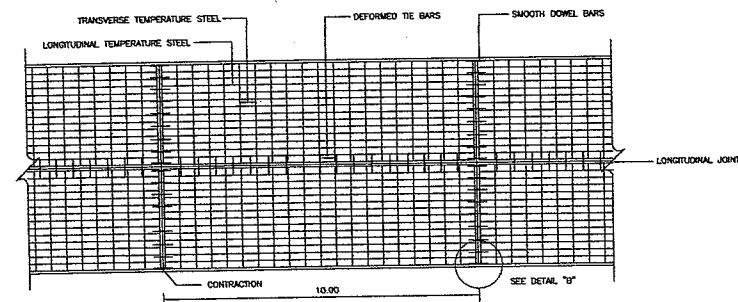 TRANSVERSE TEMPERATURE STEEL
DEFORMED TIE BARS
SMOOTH DOWEL BARS
LONGITUDINAL TEMPERATURE STEEL
LONGITUDINAL JOINT
CONTRACTION
10.00
SEE DETAIL "B"